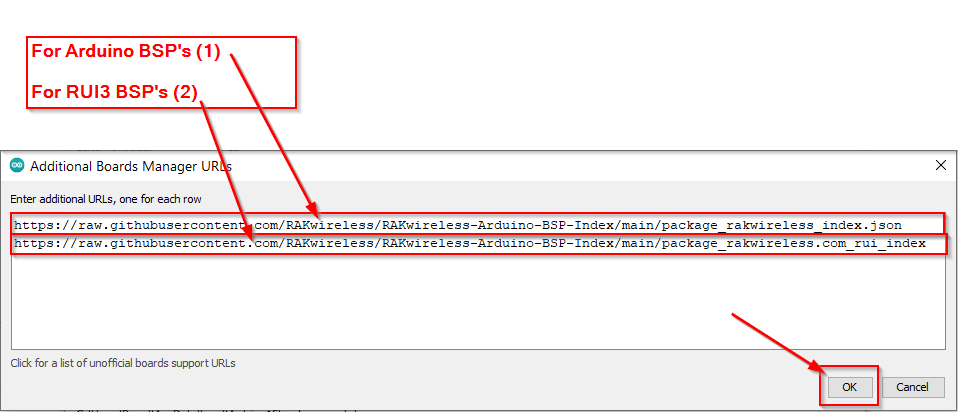 For Arduino BSP's (1)
For RUI3 BSP's (2)
Additional Boards Manager URLs
Enter additional URLs, one for each row
https://raw.githubusercontent.com/RAKwireless/RAKwireless-Arduino-BSP-Index/main/package_rakwireless_index.json
https://raw.githubusercontent.com/RAKwireless/RAKwireless-Arduino-BSP-Index/main/package_rakwireless.com_rui_index
Click for a list of unofficial boards support URLs
OK
Cancel